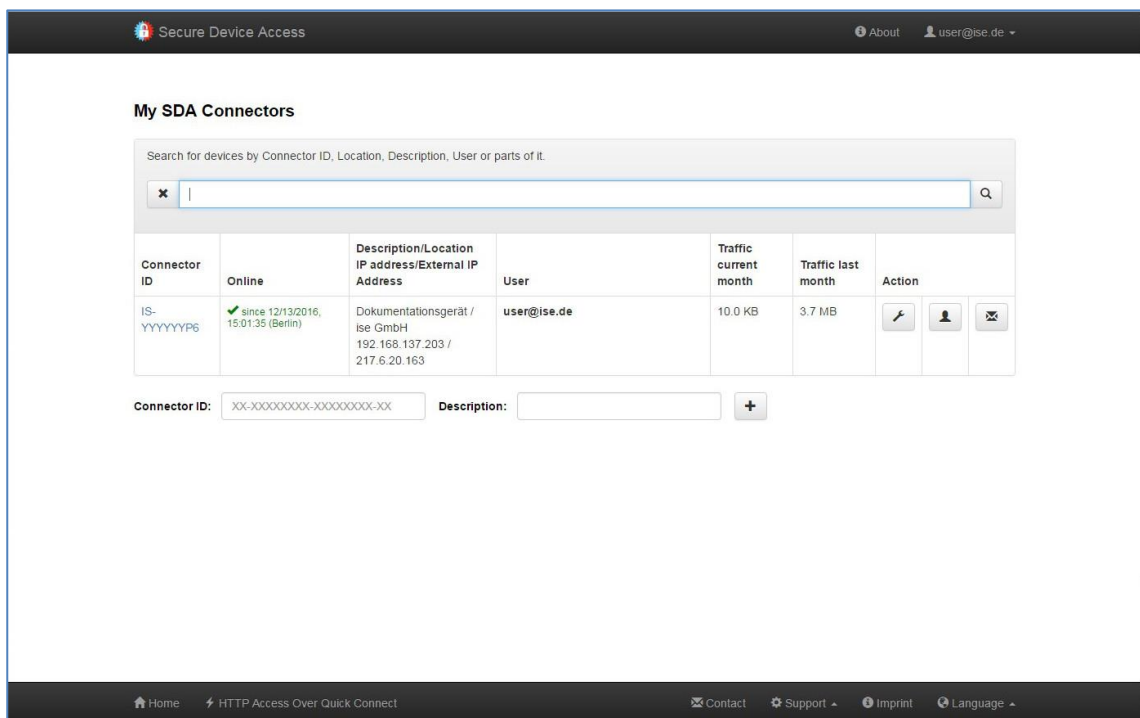 Secure Device Access
About
user@ise.de
My SDA Connectors
Search for devices by Connector ID, Location, Description, User or parts of it.
Connector
ID
Online
Description/Location
IP address/External IP
Address
User
Traffic
current
month
Traffic last
month
Action
IS-
YYYYYYP6
since 12/13/2016,
15:01:35 (Berlin)
Dokumentationsgerät /
ise GmbH
192.168.137.203 /
217.6.20.163
user@ise.de
10.0 KB
3.7 MB
Connector ID:
XX-XXXXXXXX-XXXXXXXX-XX
Description:
Home
HTTP Access Over Quick Connect
Contact
Support
Imprint
Language